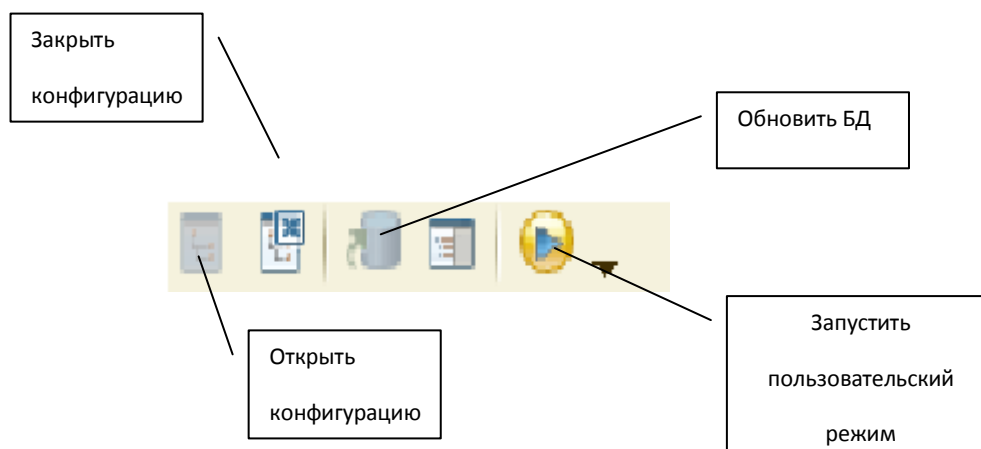 Закрыть
конфигурацию
Обновить БД
Открыть
конфигурацию
Запустить
пользовательский
режим